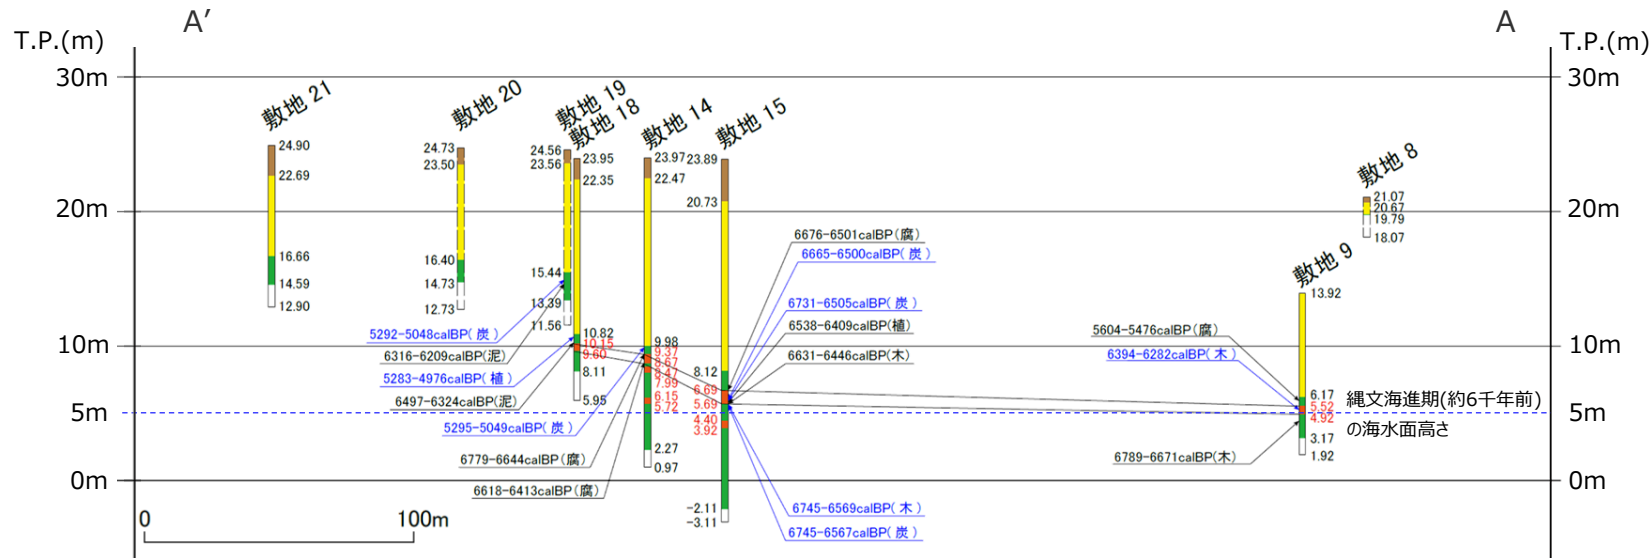 A′
A
T.P.(m)
T.P.(m)
30m
30m
20m
20m
10m
10m
5m
5m
0m
0m
敷地 21
24.90
22.69
16.66
14.59
12.90
敷地 20
24.73
23.50
16.40
14.73
12.73
敷地 19
24.56
23.56
15.44
13.39
11.56
敷地 18
23.95
22.35
10.82
10.15
9.60
8.11
5.95
敷地 14
23.97
22.47
9.98
9.37
8.67
8.47
7.99
6.15
5.72
2.27
0.97
敷地 15
23.89
20.73
8.12
6.69
5.69
4.40
3.92
-2.11
-3.11
敷地 8
21.07
20.67
19.79
18.07
敷地 9
13.92
6.17
5.52
4.92
3.17
1.92
5292-5048calBP(炭)
6316-6209calBP(泥)
5283-4976calBP(植)
6497-6324calBP(泥)
5295-5049calBP(炭)
6779-6644calBP(腐)
6618-6413calBP(腐)
6676-6501calBP(腐)
6665-6500calBP(炭)
6731-6505calBP(炭)
6538-6409calBP(植)
6631-6446calBP(木)
6745-6569calBP(木)
6745-6567calBP(炭)
5604-5476calBP(腐)
6394-6282calBP(木)
6789-6671calBP(木)
縄文海進期(約6千年前)
の海水面高さ
0
100m